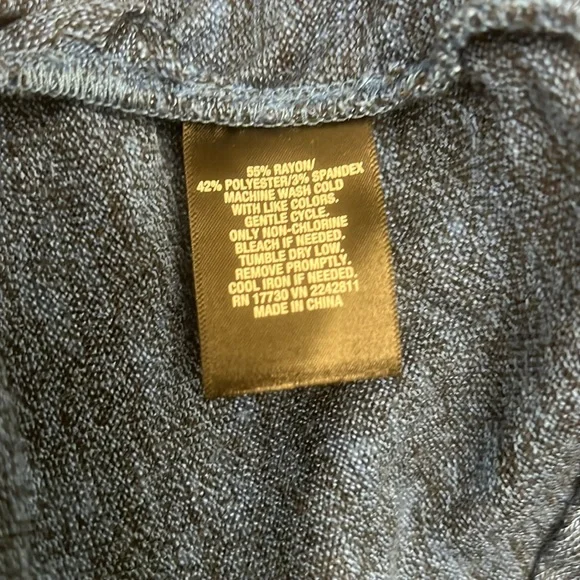 55% RAYON/
42% POLYESTER/3% SPANDEX
MACHINE WASH COLD
WITH LIKE COLORS.
GENTLE CYCLE.
ONLY NON-CHLORINE
BLEACH IF NEEDED.
TUMBLE DRY LOW.
REMOVE PROMPTLY.
COOL IRON IF NEEDED.
RN 17730 VN 2242811
MADE IN CHINA